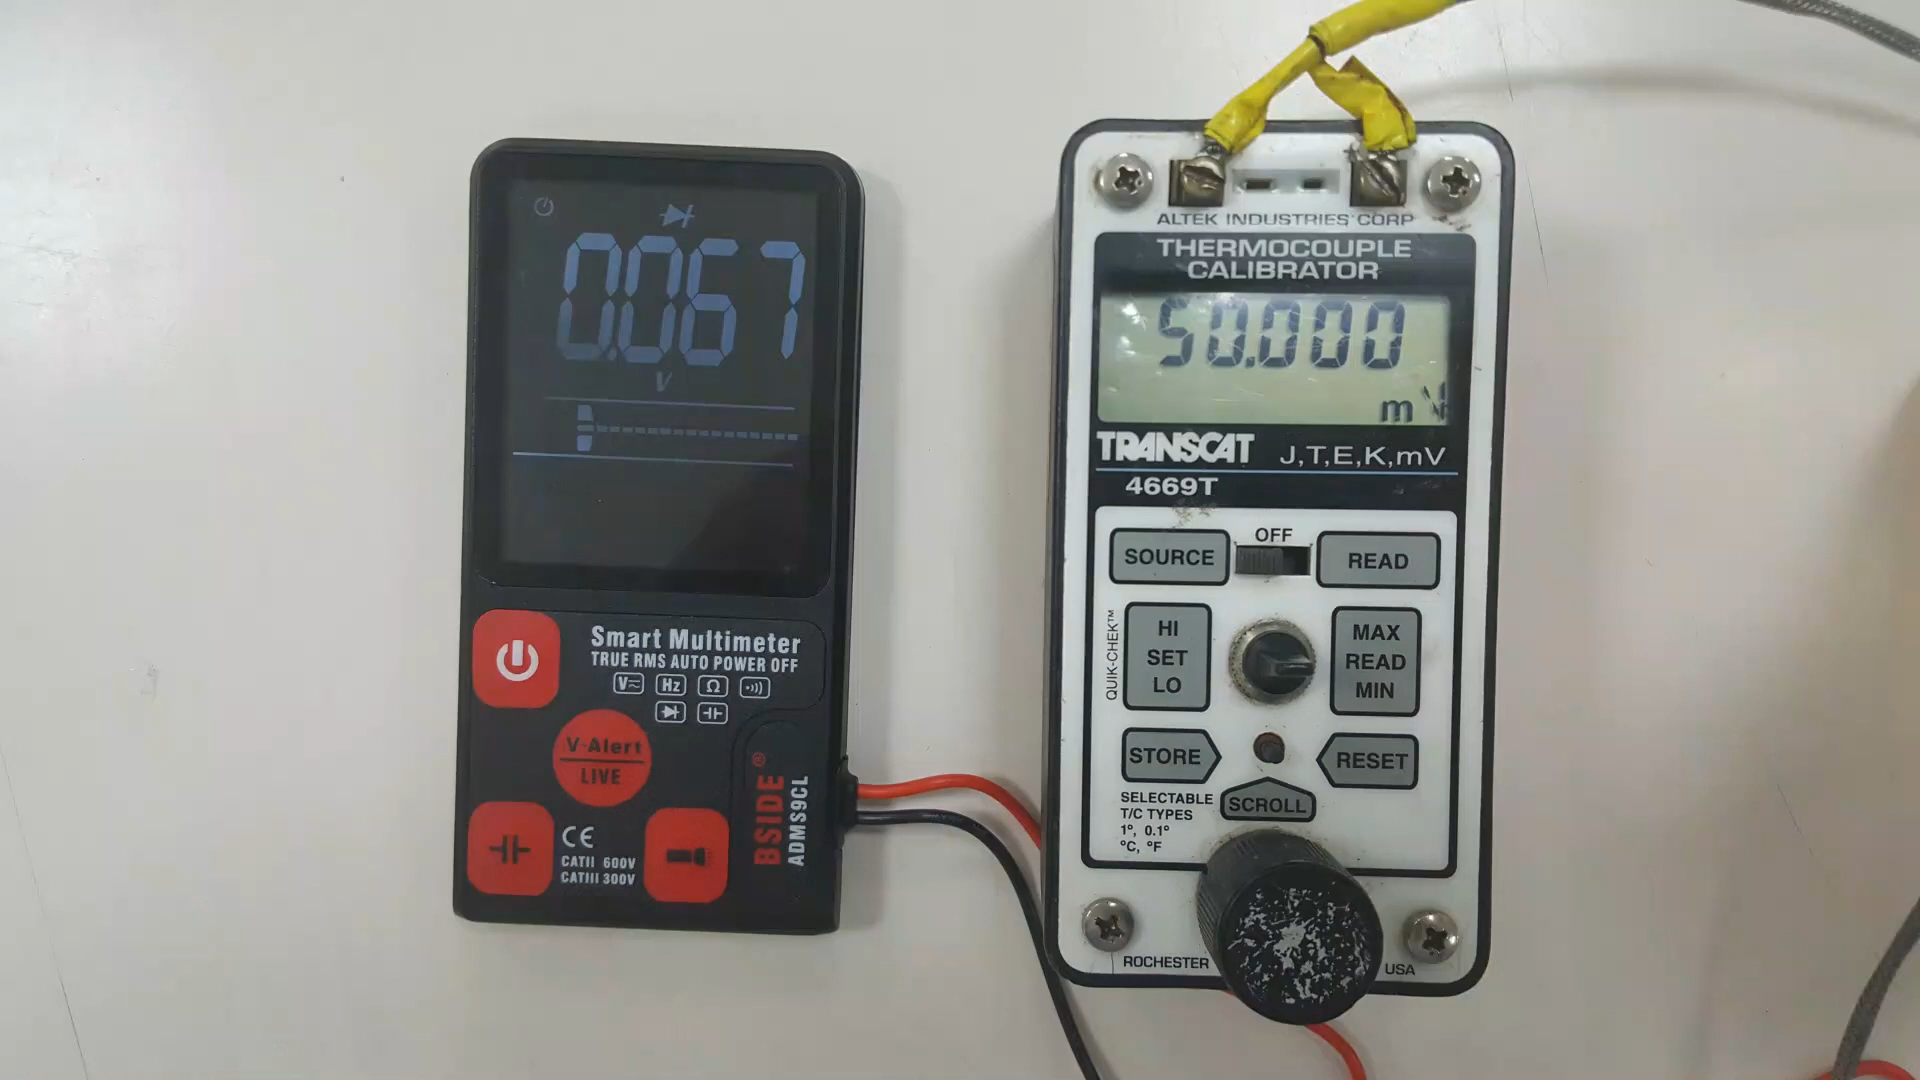 0.067
V
Smart Multimeter
TRUE RMS AUTO POWER OFF
V Hz Ω
V-Alert
LIVE
CE
CATII 600V
CATIII 300V
BSIDE®
ADMS9CL
ALTEK INDUSTRIES CORP
THERMOCOUPLE
CALIBRATOR
50.000
m
TRANSCAT J,T,E,K,mV
4669T
OFF
SOURCE
READ
QUIK-CHEK™
HI
SET
LO
MAX
READ
MIN
STORE
RESET
SCROLL
SELECTABLE
T/C TYPES
1°, 0.1°
°C, °F
ROCHESTER
USA